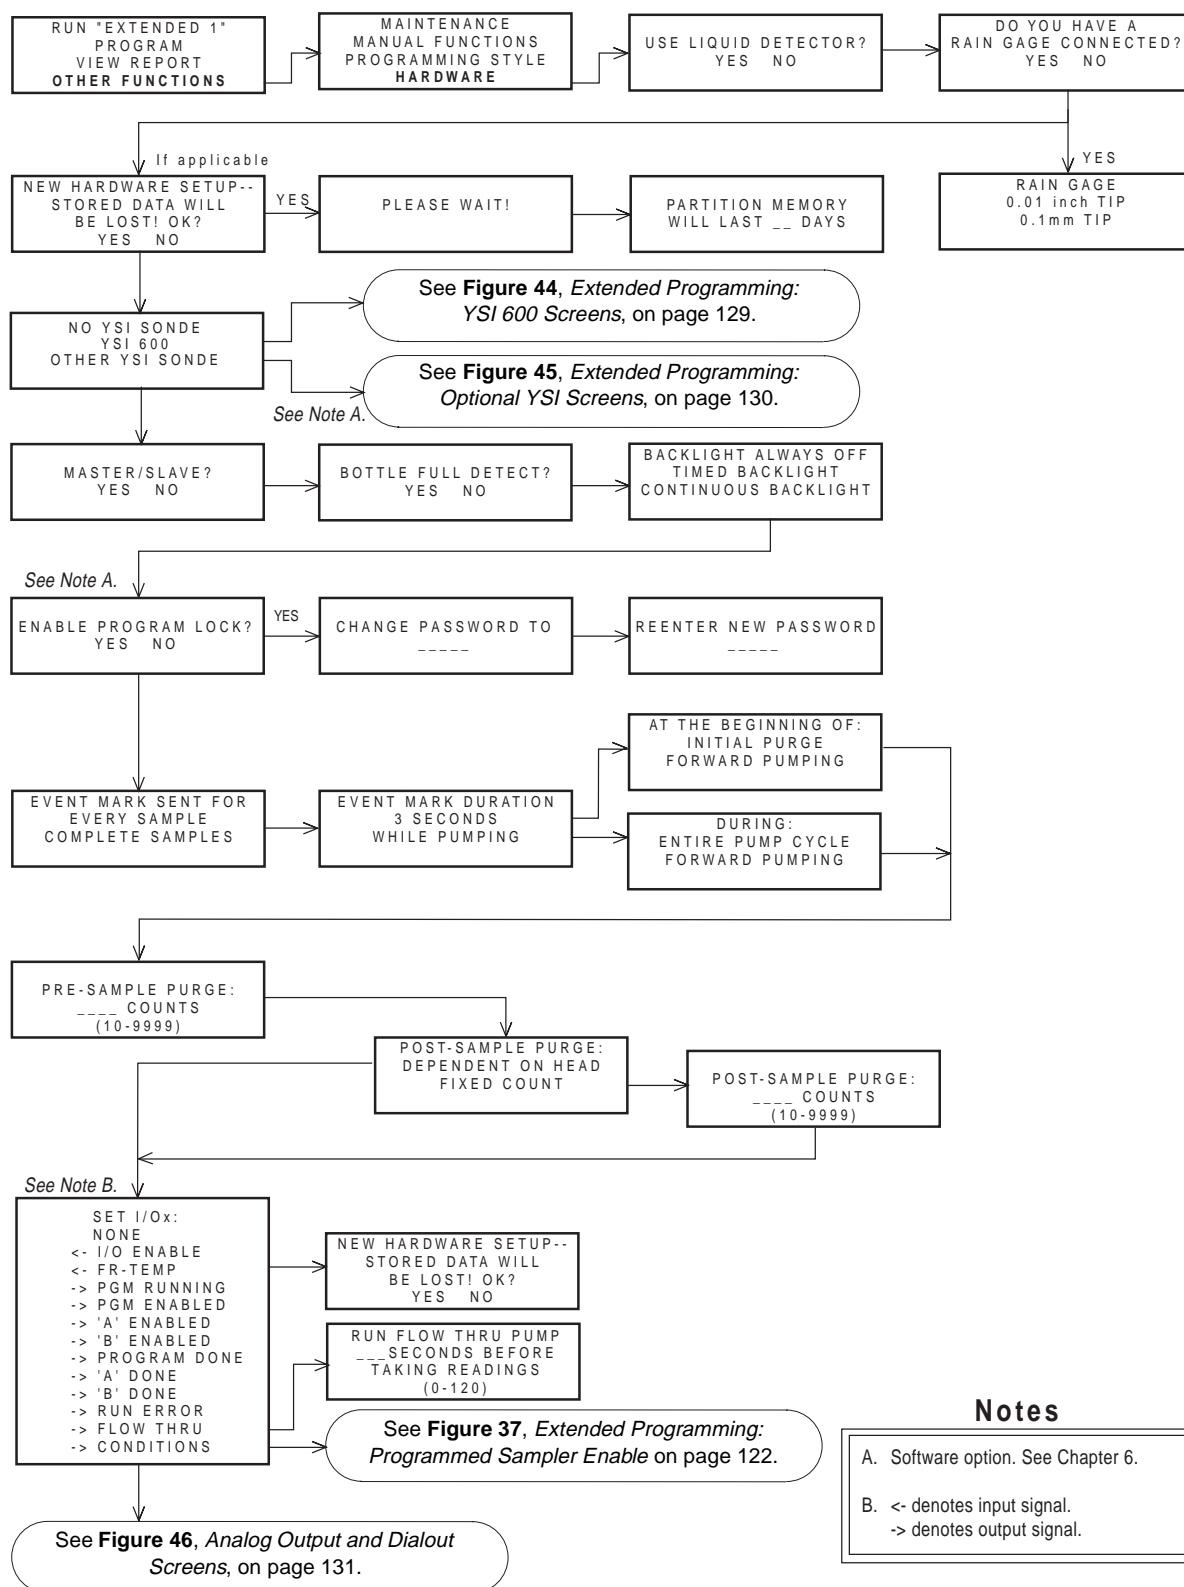 RUN "EXTENDED 1"
PROGRAM
VIEW REPORT
OTHER FUNCTIONS
MAINTENANCE
MANUAL FUNCTIONS
PROGRAMMING STYLE
HARDWARE
USE LIQUID DETECTOR?
YES NO
DO YOU HAVE A
RAIN GAGE CONNECTED?
YES NO
If applicable
YES
NEW HARDWARE SETUP--
STORED DATA WILL
BE LOST! OK?
YES NO
YES
PLEASE WAIT!
PARTITION MEMORY
WILL LAST __ DAYS
RAIN GAGE
0.01 inch TIP
0.1mm TIP
See Figure 44, Extended Programming:
YSI 600 Screens, on page 129.
NO YSI SONDE
YSI 600
OTHER YSI SONDE
See Figure 45, Extended Programming:
Optional YSI Screens, on page 130.
See Note A.
MASTER/SLAVE?
YES NO
BOTTLE FULL DETECT?
YES NO
BACKLIGHT ALWAYS OFF
TIMED BACKLIGHT
CONTINUOUS BACKLIGHT
See Note A.
ENABLE PROGRAM LOCK?
YES NO
YES
CHANGE PASSWORD TO
_____
REENTER NEW PASSWORD
_____
AT THE BEGINNING OF:
INITIAL PURGE
FORWARD PUMPING
EVENT MARK SENT FOR
EVERY SAMPLE
COMPLETE SAMPLES
EVENT MARK DURATION
3 SECONDS
WHILE PUMPING
DURING:
ENTIRE PUMP CYCLE
FORWARD PUMPING
PRE-SAMPLE PURGE:
____ COUNTS
(10-9999)
POST-SAMPLE PURGE:
DEPENDENT ON HEAD
FIXED COUNT
POST-SAMPLE PURGE:
____ COUNTS
(10-9999)
See Note B.
SET I/Ox:
NONE
<- I/O ENABLE
<- FR-TEMP
-> PGM RUNNING
-> PGM ENABLED
-> 'A' ENABLED
-> 'B' ENABLED
-> PROGRAM DONE
-> 'A' DONE
-> 'B' DONE
-> RUN ERROR
-> FLOW THRU
-> CONDITIONS
NEW HARDWARE SETUP--
STORED DATA WILL
BE LOST! OK?
YES NO
RUN FLOW THRU PUMP
___SECONDS BEFORE
TAKING READINGS
(0-120)
See Figure 37, Extended Programming:
Programmed Sampler Enable on page 122.
See Figure 46, Analog Output and Dialout
Screens, on page 131.
Notes
A. Software option. See Chapter 6.
B. <- denotes input signal.
-> denotes output signal.